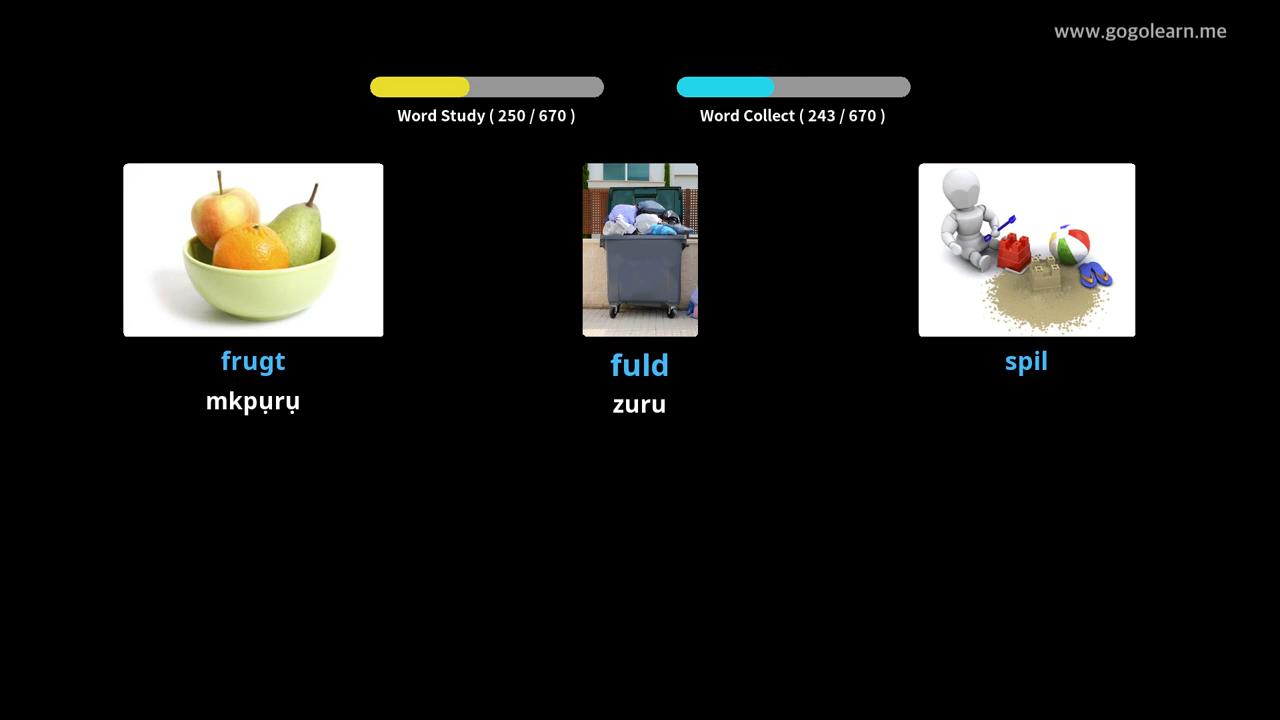 www.gogolearn.me
Word Study ( 250 / 670 )
Word Collect ( 243 / 670 )
frugt
mkpụrụ
fuld
zuru
spil